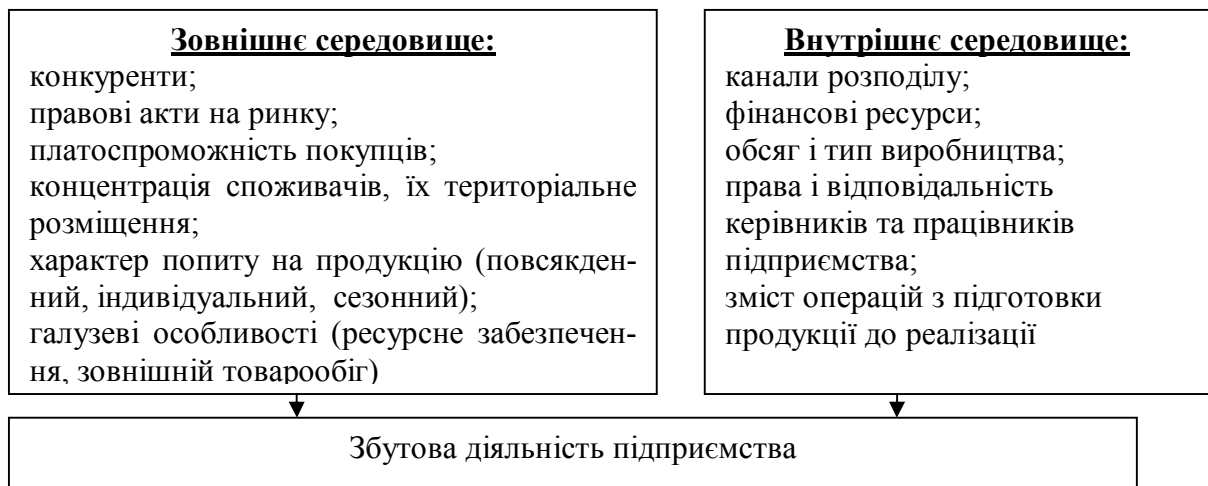 Зовнішнє середовище:
конкуренти;
правові акти на ринку;
платоспроможність покупців;
концентрація споживачів, їх територіальне
розміщення;
характер попиту на продукцію (повсякден-
ний, індивідуальний, сезонний);
галузеві особливості (ресурсне забезпечен-
ня, зовнішній товарообіг)
Внутрішнє середовище:
канали розподілу;
фінансові ресурси;
обсяг і тип виробництва;
права і відповідальність
керівників та працівників
підприємства;
зміст операцій з підготовки
продукції до реалізації
Збутова діяльність підприємства